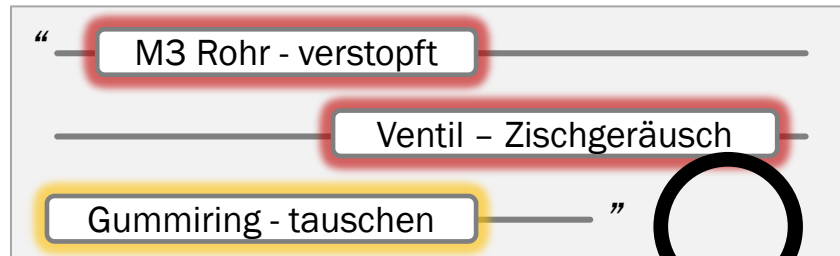 “ M3 Rohr - verstopft
Ventil – Zischgeräusch
Gummiring - tauschen ”